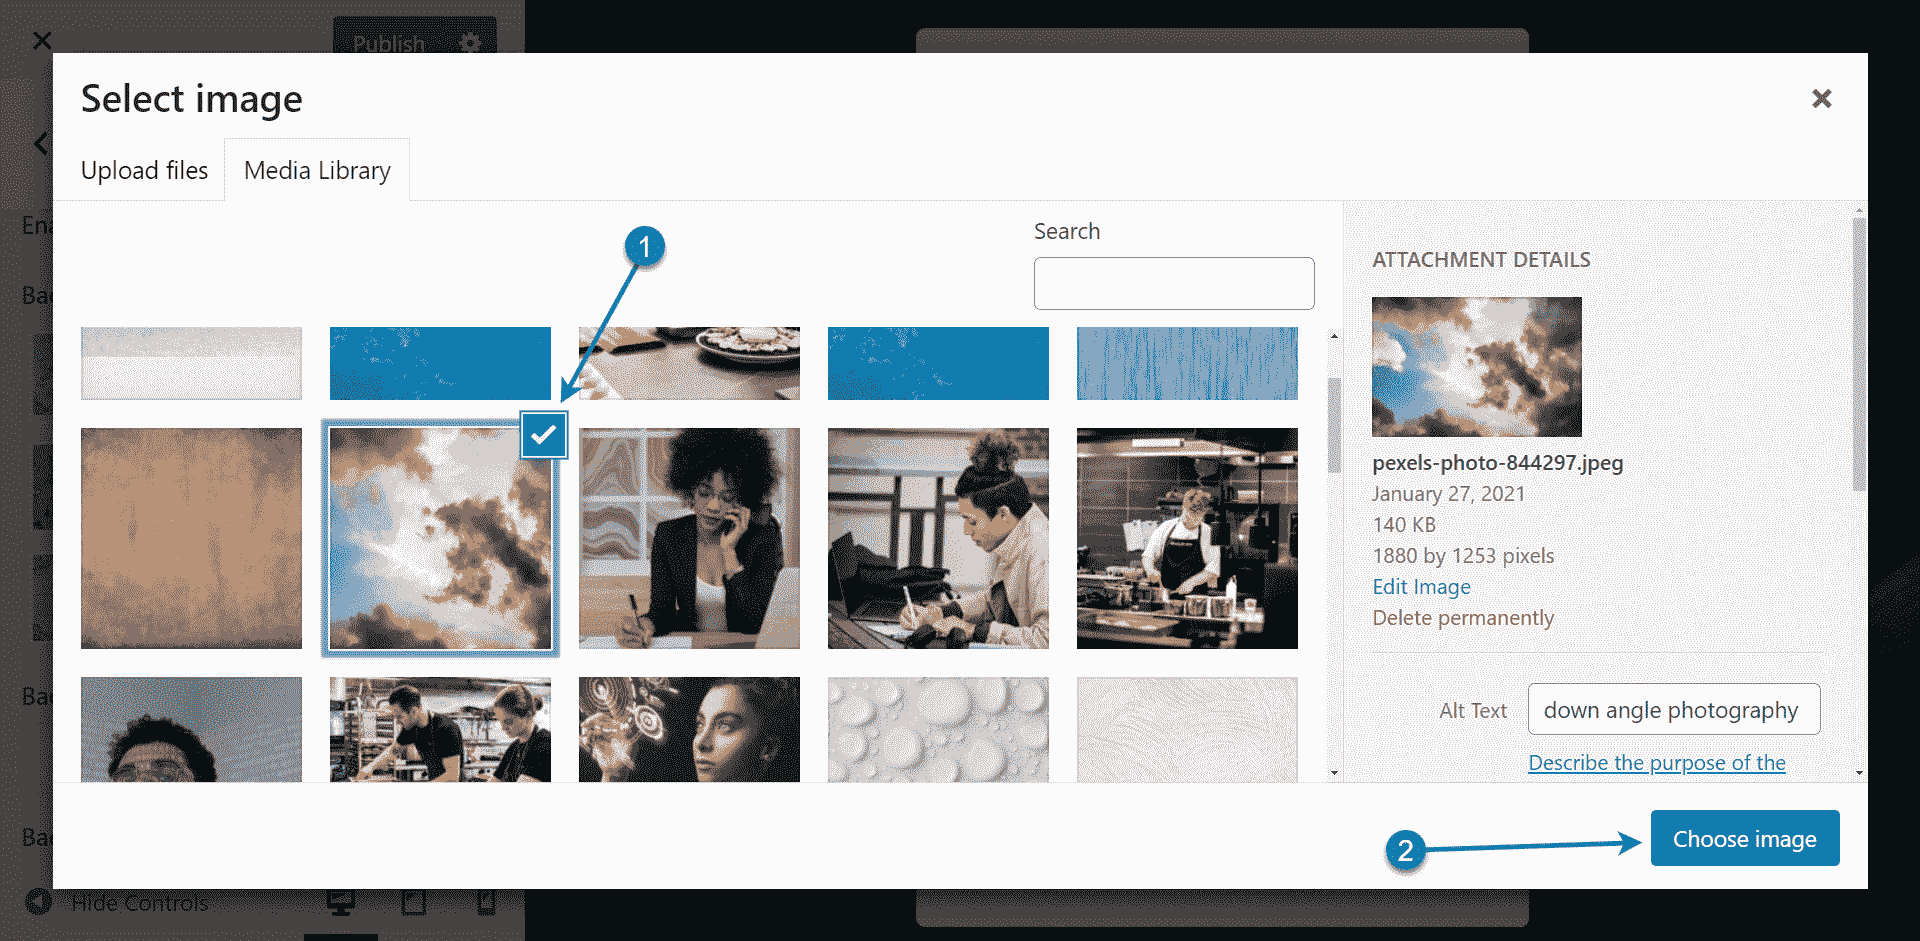 Publish
Select image
Upload files
Media Library
Search
1
ATTACHMENT DETAILS
pexels-photo-844297.jpeg
January 27, 2021
140 KB
1880 by 1253 pixels
Edit Image
Delete permanently
Alt Text
down angle photography
Describe the purpose of the
2
Choose image
Hide Controls